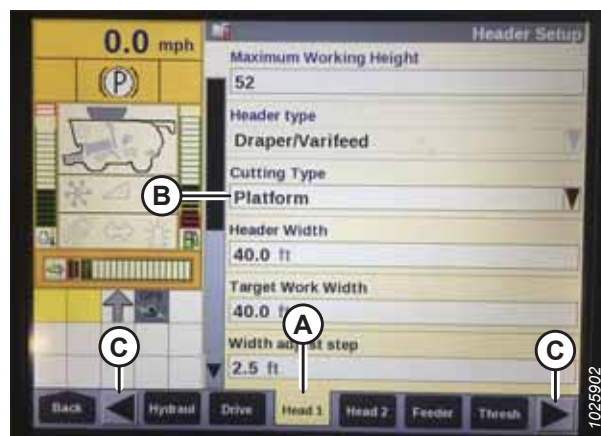 0.0 mph
Header Setup
(P)
Maximum Working Height
52
Header type
Draper/Varifeed
Cutting Type
B
Platform
Header Width
40.0 ft
Target Work Width
40.0 ft
A
Width adjust step
2.5 ft
C
C
Back
Hydraul
Drive
Head 1
Head 2
Feeder
Thresh
1025902